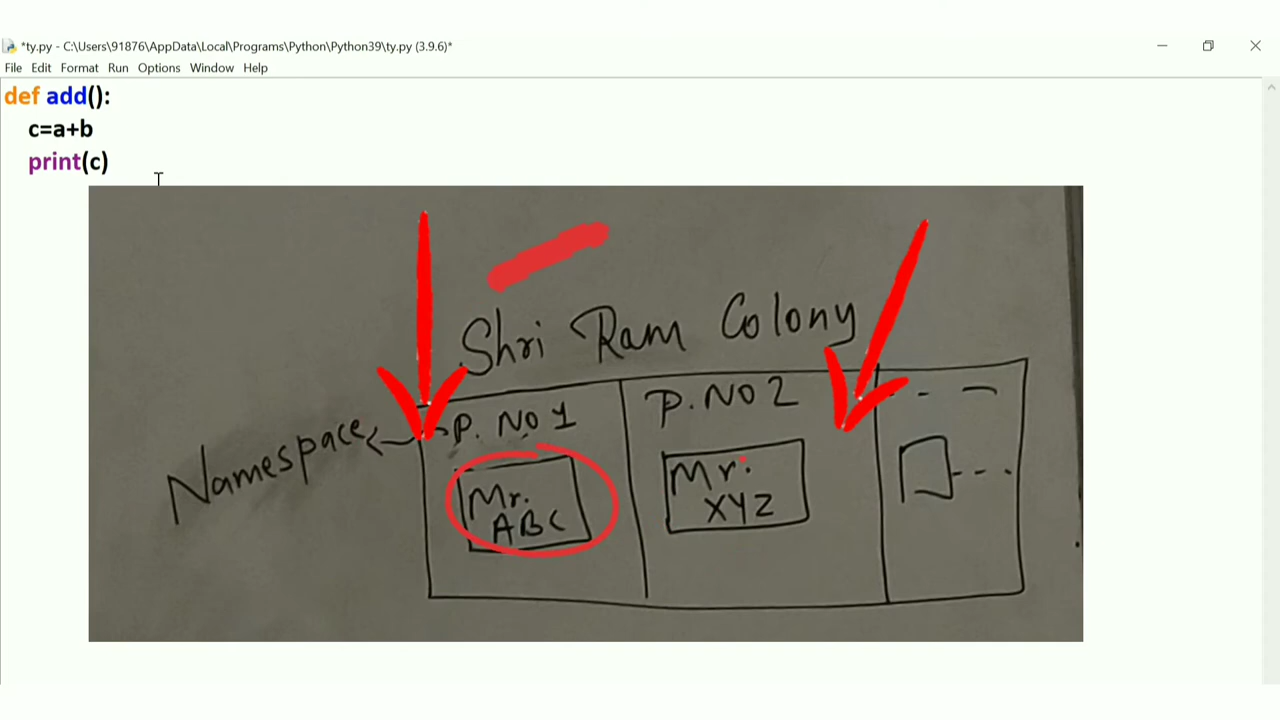 *ty.py - C:\Users\91876\AppData\Local\Programs\Python\Python39\ty.py (3.9.6)*
File Edit Format Run Options Window Help
def add():
c=a+b
print(c)
Shri Ram Colony
P. NO 1
P. NO 2
Namespace
Mr.
ABC
Mr.
XYZ